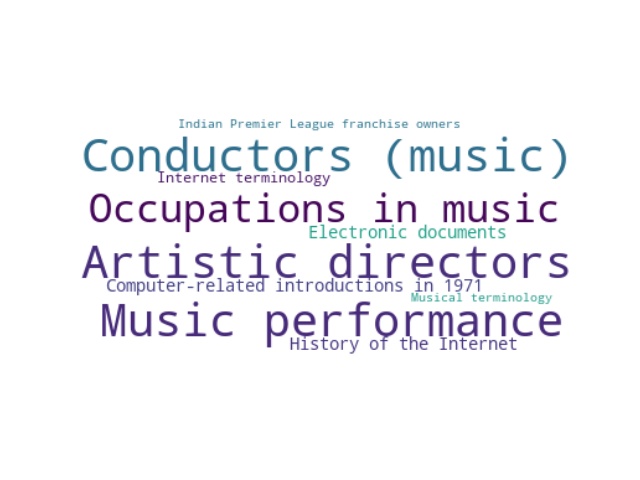 Indian Premier League franchise owners
Conductors (music)
Internet terminology
Occupations in music
Electronic documents
Artistic directors
Computer-related introductions in 1971
Musical terminology
Music performance
History of the Internet